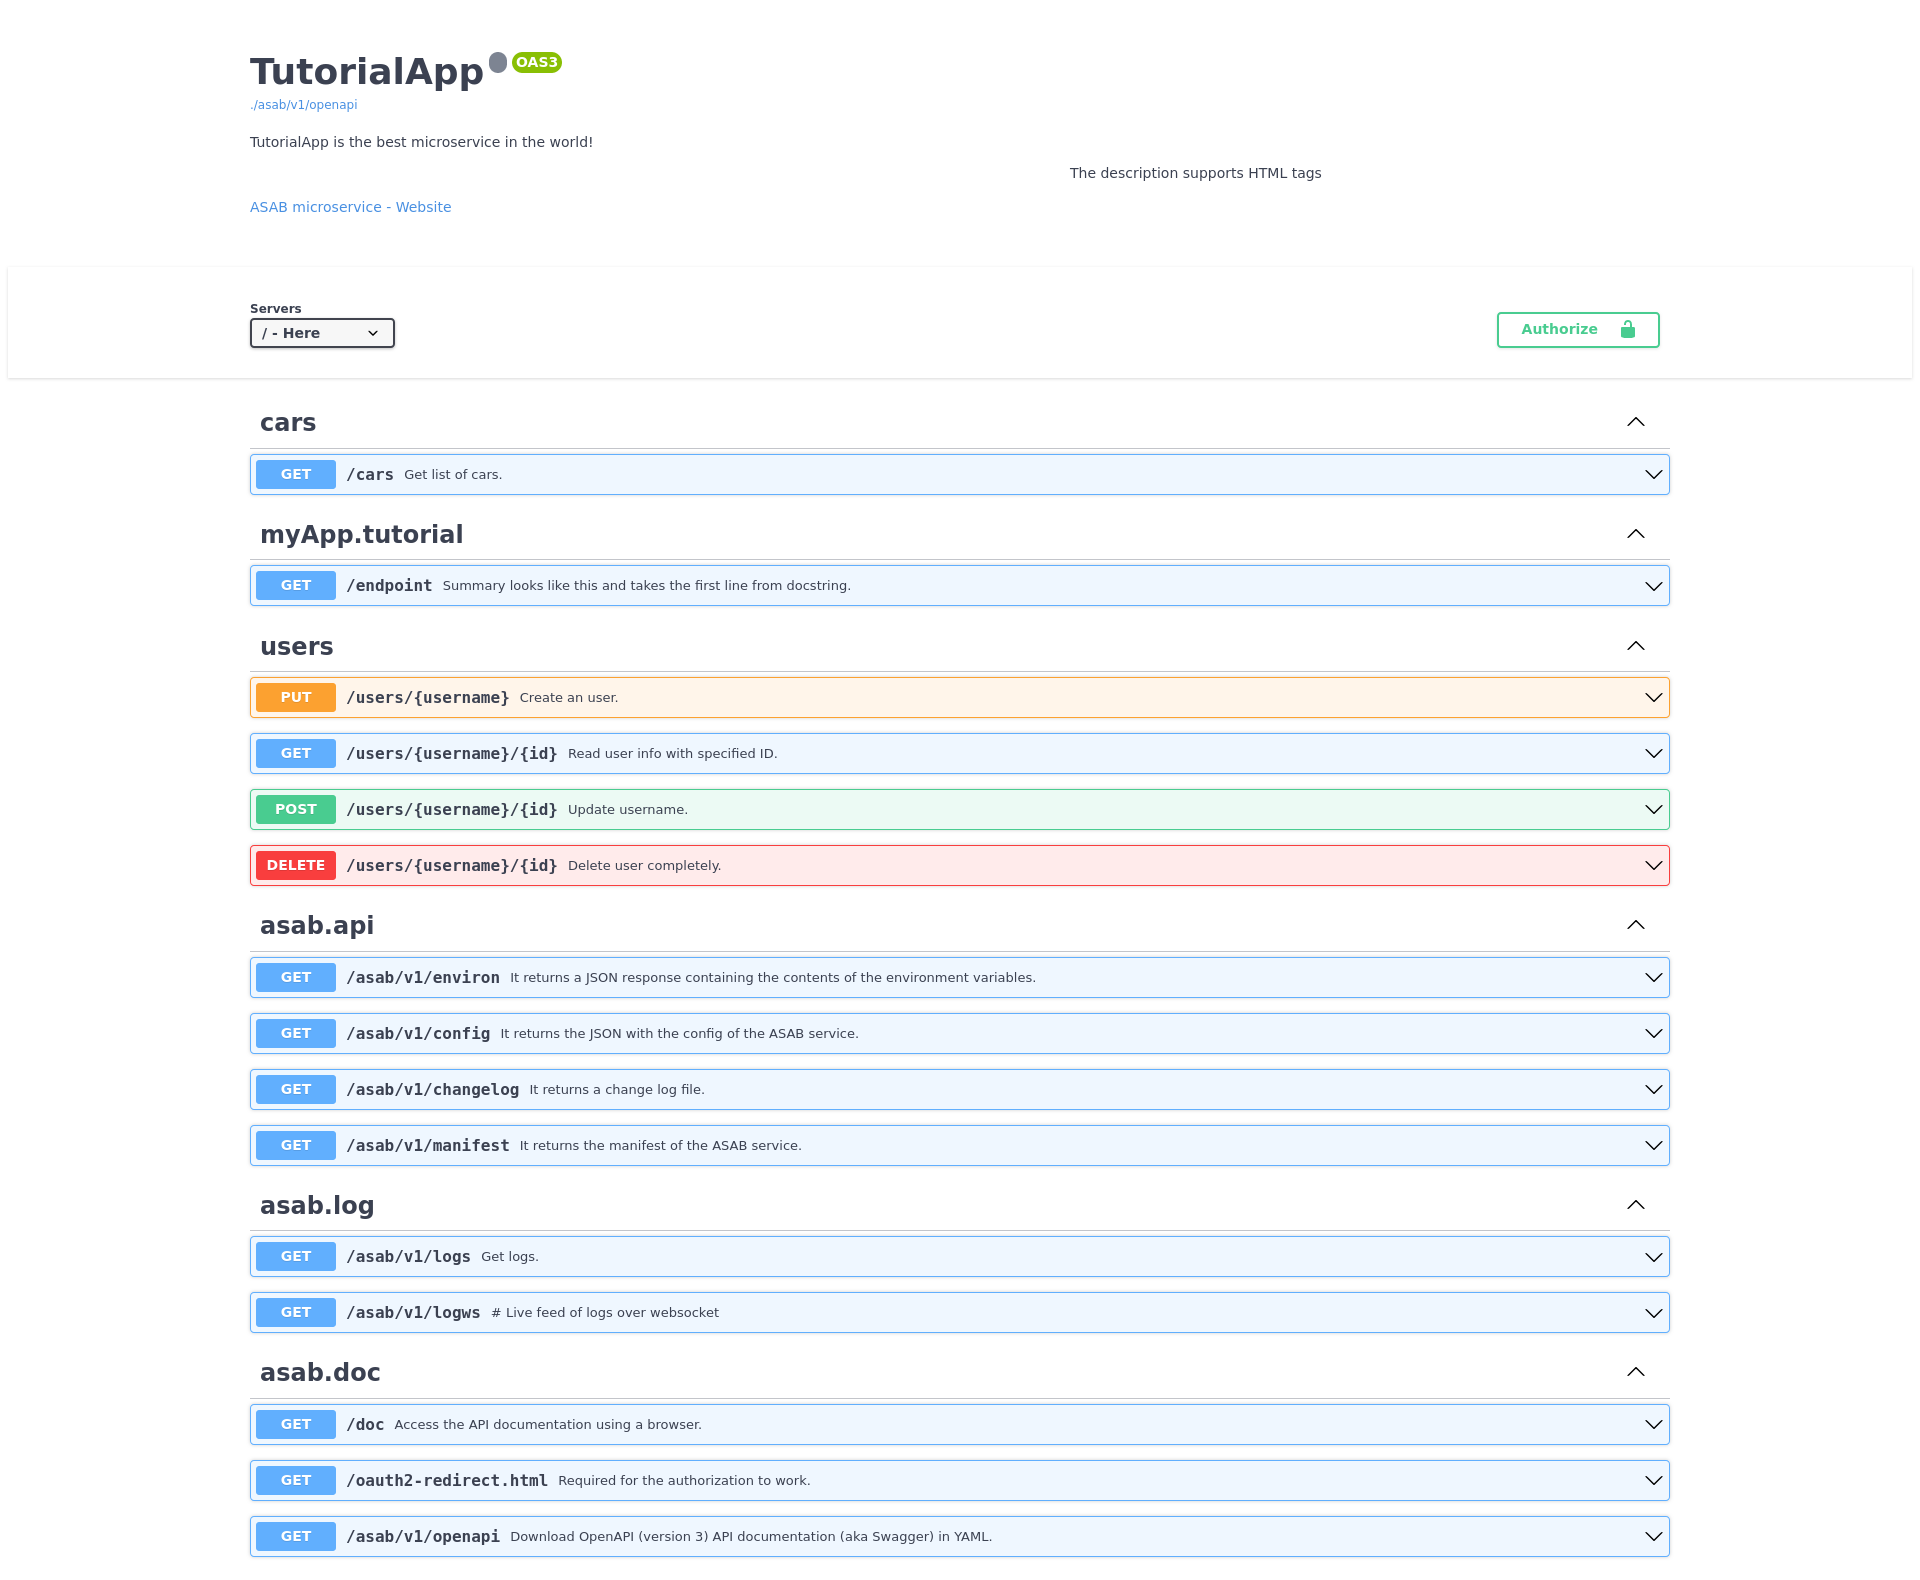 TutorialApp OAS3
./asab/v1/openapi
TutorialApp is the best microservice in the world!
The description supports HTML tags
ASAB microservice - Website
Servers
/ - Here
Authorize
cars
GET /cars Get list of cars.
myApp.tutorial
GET /endpoint Summary looks like this and takes the first line from docstring.
users
PUT /users/{username} Create an user.
GET /users/{username}/{id} Read user info with specified ID.
POST /users/{username}/{id} Update username.
DELETE /users/{username}/{id} Delete user completely.
asab.api
GET /asab/v1/environ It returns a JSON response containing the contents of the environment variables.
GET /asab/v1/config It returns the JSON with the config of the ASAB service.
GET /asab/v1/changelog It returns a change log file.
GET /asab/v1/manifest It returns the manifest of the ASAB service.
asab.log
GET /asab/v1/logs Get logs.
GET /asab/v1/logws # Live feed of logs over websocket
asab.doc
GET /doc Access the API documentation using a browser.
GET /oauth2-redirect.html Required for the authorization to work.
GET /asab/v1/openapi Download OpenAPI (version 3) API documentation (aka Swagger) in YAML.